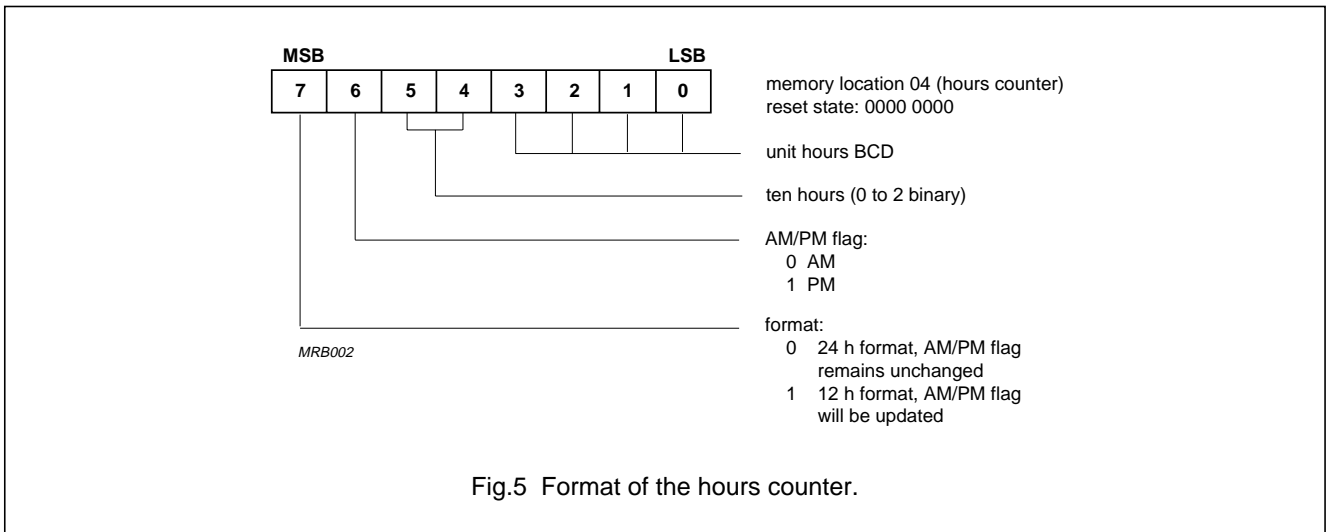 MSB LSB
7 6 5 4 3 2 1 0
memory location 04 (hours counter)
reset state: 0000 0000
unit hours BCD
ten hours (0 to 2 binary)
AM/PM flag:
0 AM
1 PM
format:
0 24 h format, AM/PM flag
remains unchanged
1 12 h format, AM/PM flag
will be updated
MRB002
Fig.5 Format of the hours counter.